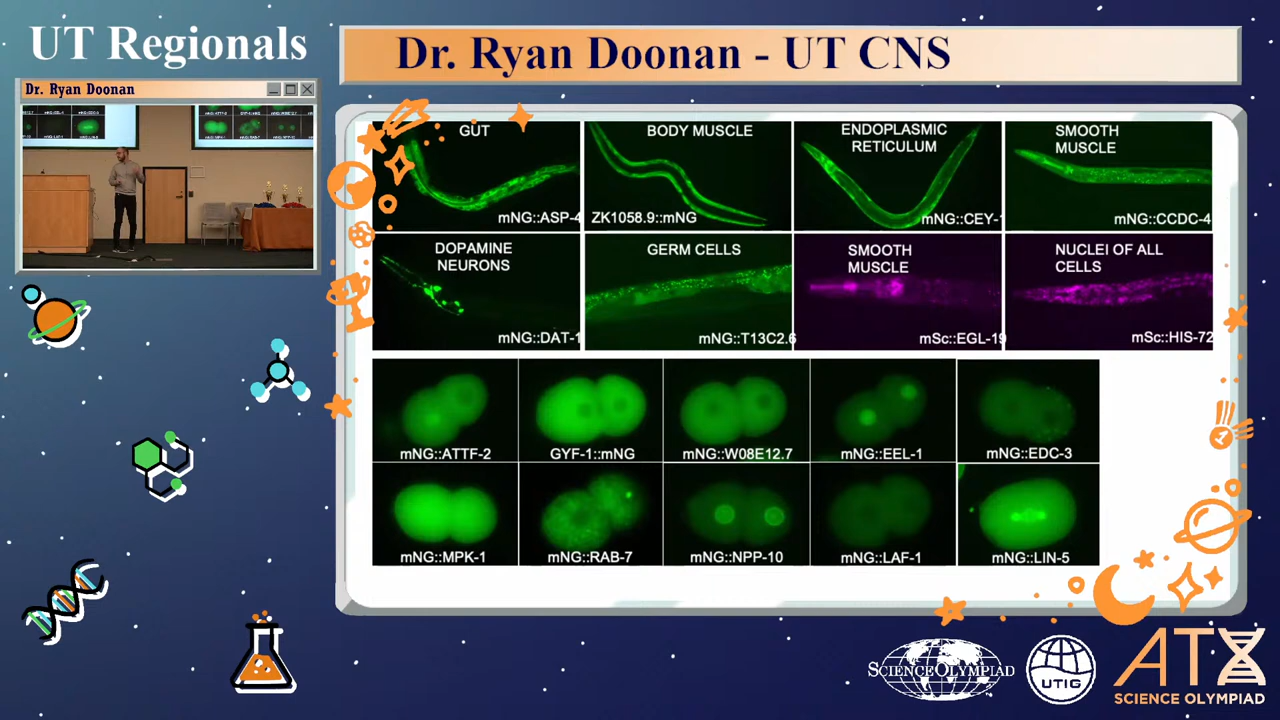 UT Regionals
Dr. Ryan Doonan - UT CNS
Dr. Ryan Doonan
GUT
mNG::ASP-4
BODY MUSCLE
ZK1058.9::mNG
ENDOPLASMIC
RETICULUM
mNG::CEY-1
SMOOTH
MUSCLE
mNG::CCDC-4
DOPAMINE
NEURONS
mNG::DAT-1
GERM CELLS
mNG::T13C2.6
SMOOTH
MUSCLE
mSc::EGL-19
NUCLEI OF ALL
CELLS
mSc::HIS-72
mNG::ATTF-2
GYF-1::mNG
mNG::W08E12.7
mNG::EEL-1
mNG::EDC-3
mNG::MPK-1
mNG::RAB-7
mNG::NPP-10
mNG::LAF-1
mNG::LIN-5
1
1
SCIENCE OLYMPIAD
UTIG
ATX
SCIENCE OLYMPIAD